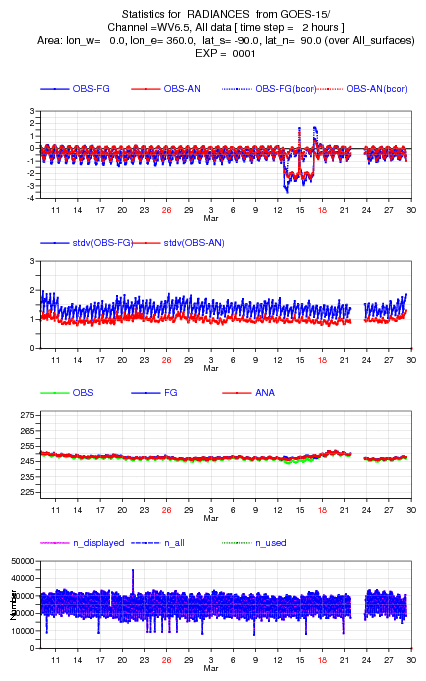 Statistics for RADIANCES from GOES-15/
Channel =WV6.5, All data [ time step = 2 hours ]
Area: lon_w= 0.0, lon_e= 360.0, lat_s= -90.0, lat_n= 90.0 (over All_surfaces)
EXP = 0001
OBS-FG OBS-AN OBS-FG(bcor) OBS-AN(bcor)
3
2
1
0
-1
-2
-3
-4
11 14 17 20 23 26 29 3 6 9 12 15 18 21 24 27 30
Mar
stdv(OBS-FG) stdv(OBS-AN)
3
2
1
0
11 14 17 20 23 26 29 3 6 9 12 15 18 21 24 27 30
Mar
OBS FG ANA
275
265
255
245
235
225
11 14 17 20 23 26 29 3 6 9 12 15 18 21 24 27 30
Mar
n_displayed n_all n_used
Number
50000
40000
30000
20000
10000
0
11 14 17 20 23 26 29 3 6 9 12 15 18 21 24 27 30
Mar